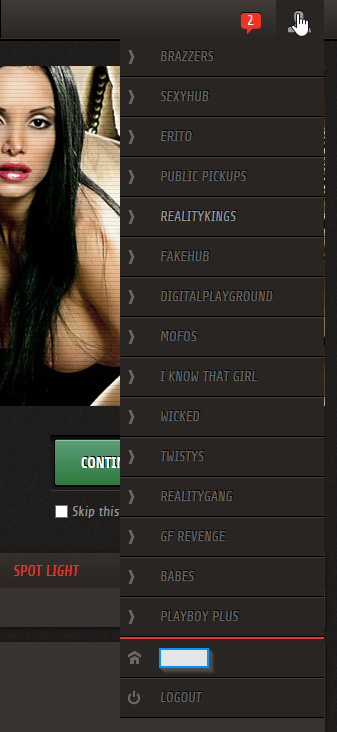 2
BRAZZERS
SEXYHUB
ERITO
PUBLIC PICKUPS
REALITYKINGS
FAKEHUB
DIGITALPLAYGROUND
MOFOS
I KNOW THAT GIRL
WICKED
CONTIN
TWISTYS
REALITYGANG
Skip this
GF REVENGE
SPOT LIGHT
BABES
PLAYBOY PLUS
LOGOUT